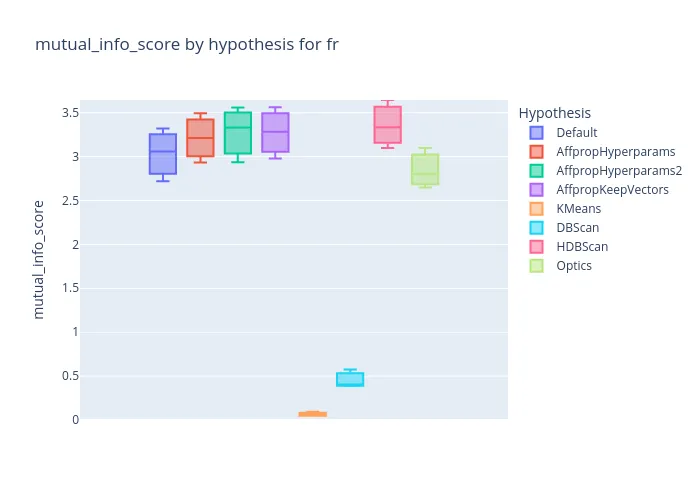 mutual_info_score by hypothesis for fr
mutual_info_score
3.5
3
2.5
2
1.5
1
0.5
0
Hypothesis
Default
AffpropHyperparams
AffpropHyperparams2
AffpropKeepVectors
KMeans
DBScan
HDBScan
Optics